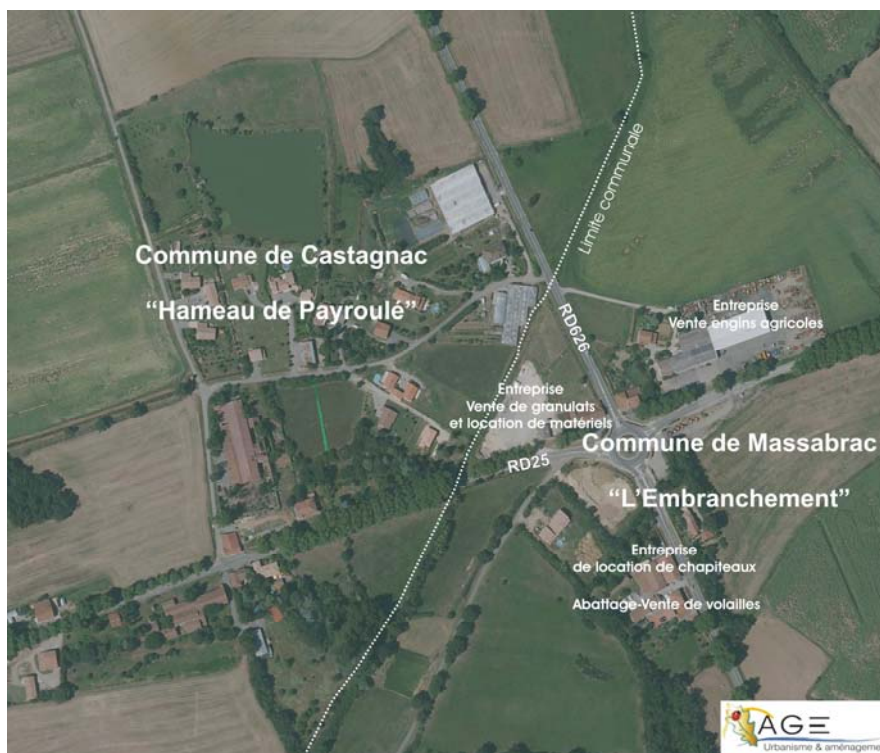 Limite communale
Commune de Castagnac
“Hameau de Payroulé”
RD626
Entreprise
Vente engins agricoles
Entreprise
Vente de granulats
et location de matériels
Commune de Massabrac
RD25
“L’Embranchement”
Entreprise
de location de chapiteaux
Abattage-Vente de volailles
AGE
Urbanisme & aménagement